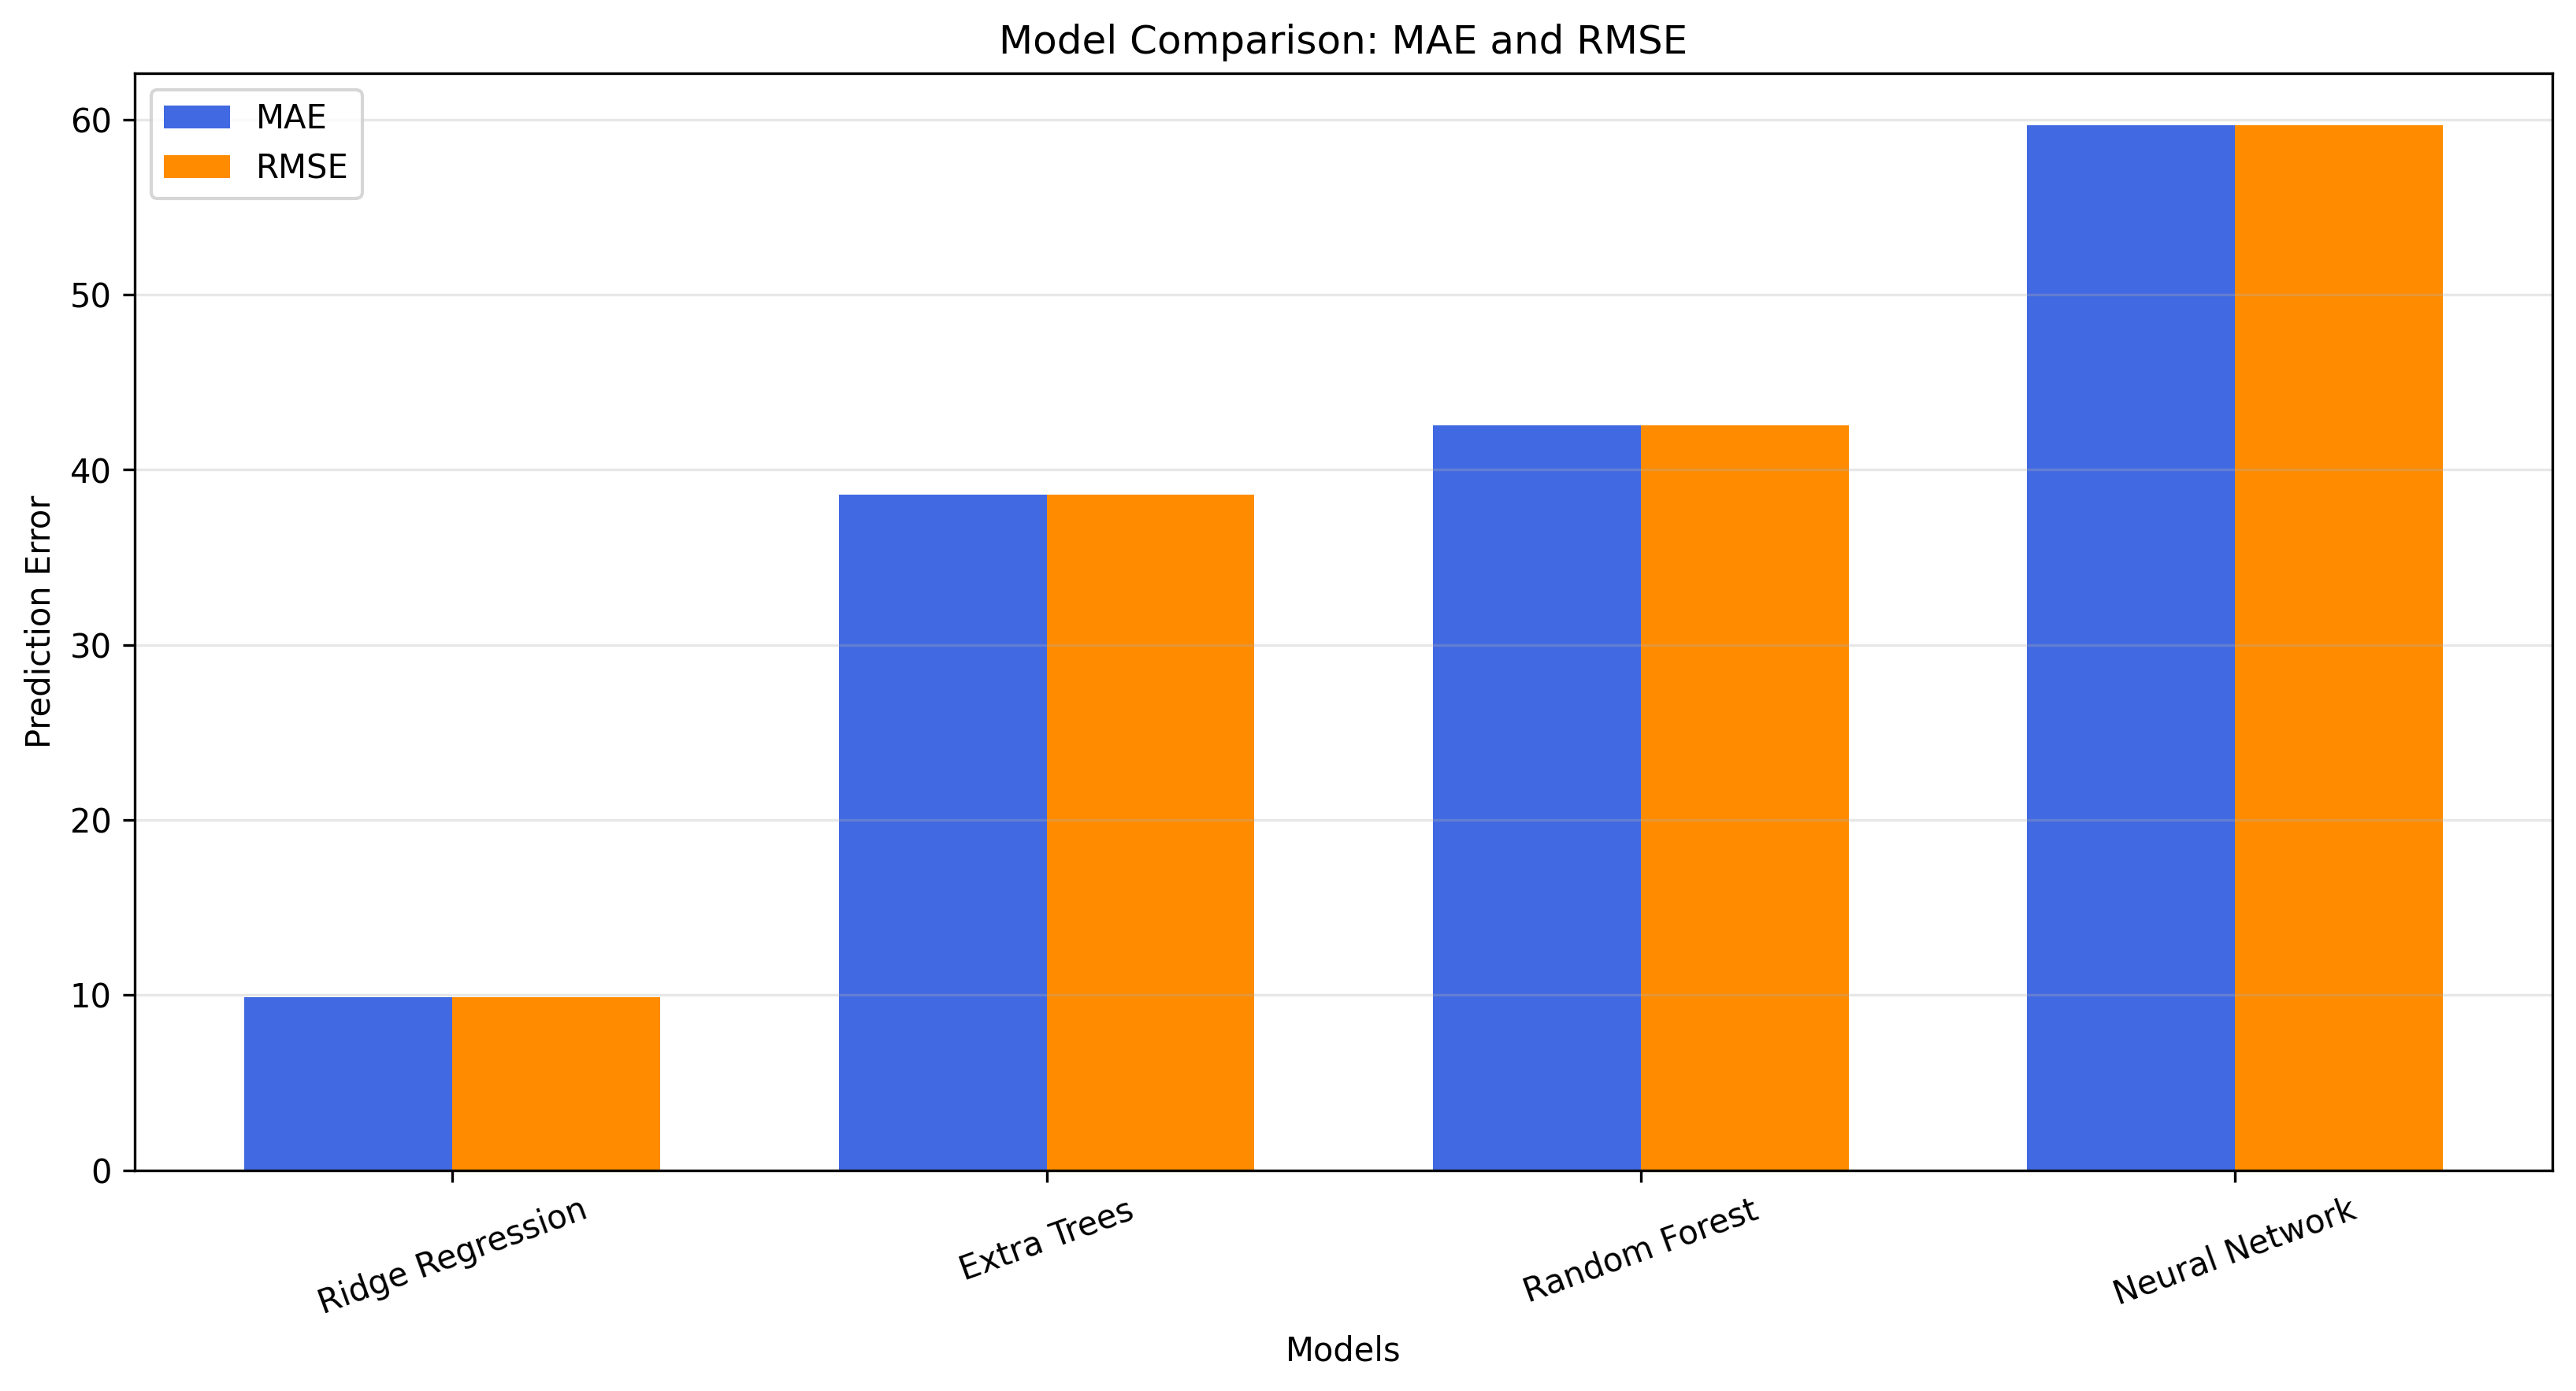 Model Comparison: MAE and RMSE
MAE
RMSE
60
50
40
30
20
10
0
Prediction Error
Ridge Regression
Extra Trees
Random Forest
Neural Network
Models